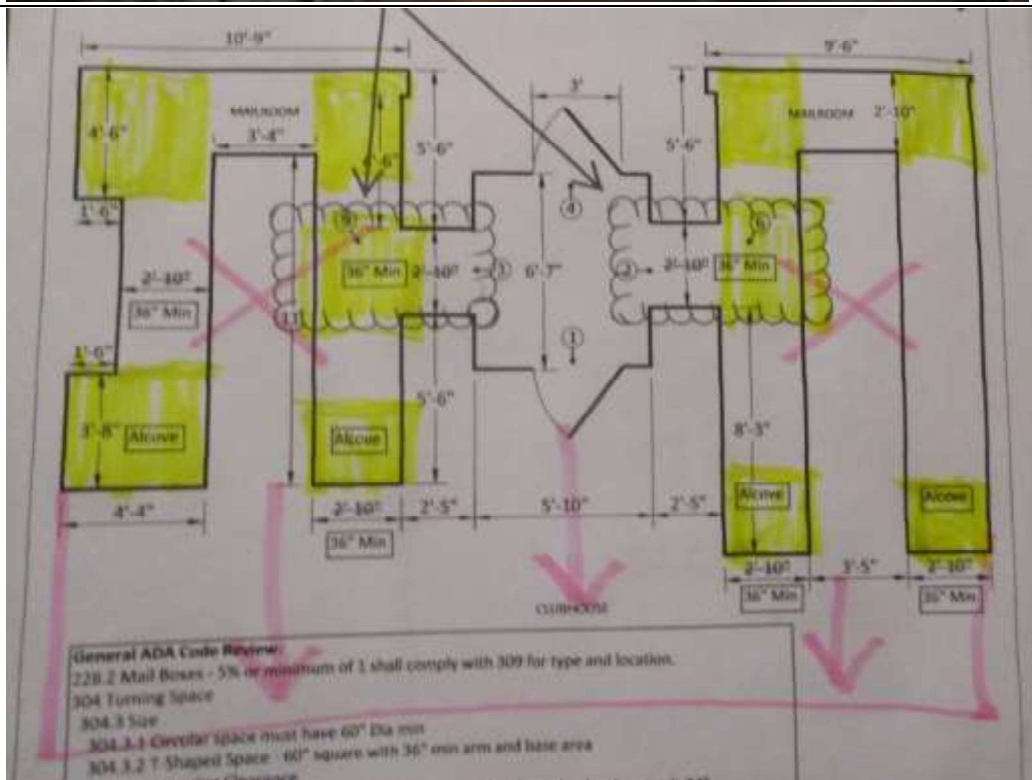 10'-9"
9'-6"
3'
MAILROOM
MAILROOM
2'-10"
4'-6"
3'-4"
5'-6"
5'-6"
1'-6"
9
4
6
2'-10"
36" Min
36" Min
2'-10"
3
6'-7"
2
2'-10"
36" Min
11'
1
1'-6"
3'-8"
Alcove
Alcove
5'-6"
8'-3"
Alcove
Alcove
4'-4"
2'-10"
2'-5"
5'-10"
2'-5"
36" Min
2'-10"
3'-5"
2'-10"
36" Min
36" Min
CLUBHOUSE
General ADA Code Review:
228.2 Mail Boxes - 5% or minimum of 1 shall comply with 309 for type and location.
304 Turning Space
304.3 Size
304.3.1 Circular space must have 60" Dia min
304.3.2 T-Shaped Space - 60" square with 36" min arm and base area